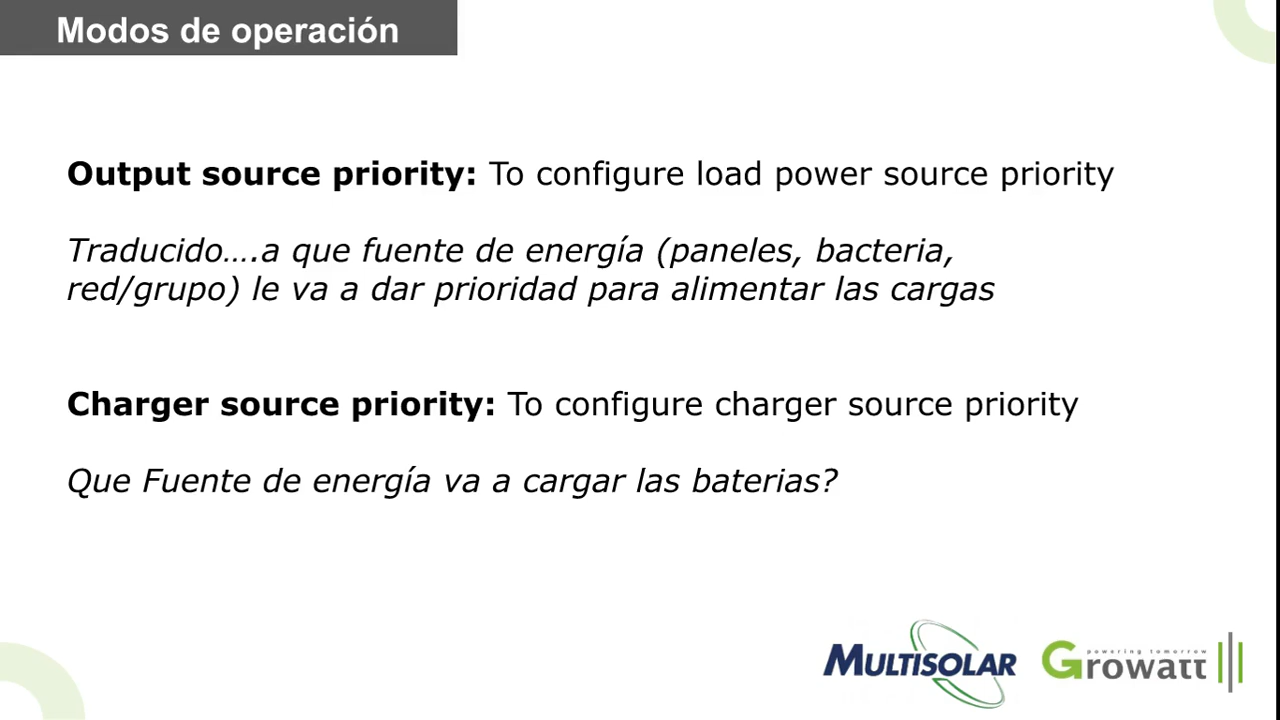 Modos de operación
Output source priority: To configure load power source priority
Traducido….a que fuente de energía (paneles, bacteria,
red/grupo) le va a dar prioridad para alimentar las cargas
Charger source priority: To configure charger source priority
Que Fuente de energía va a cargar las baterias?
MULTISOLAR
powering tomorrow
Growatt